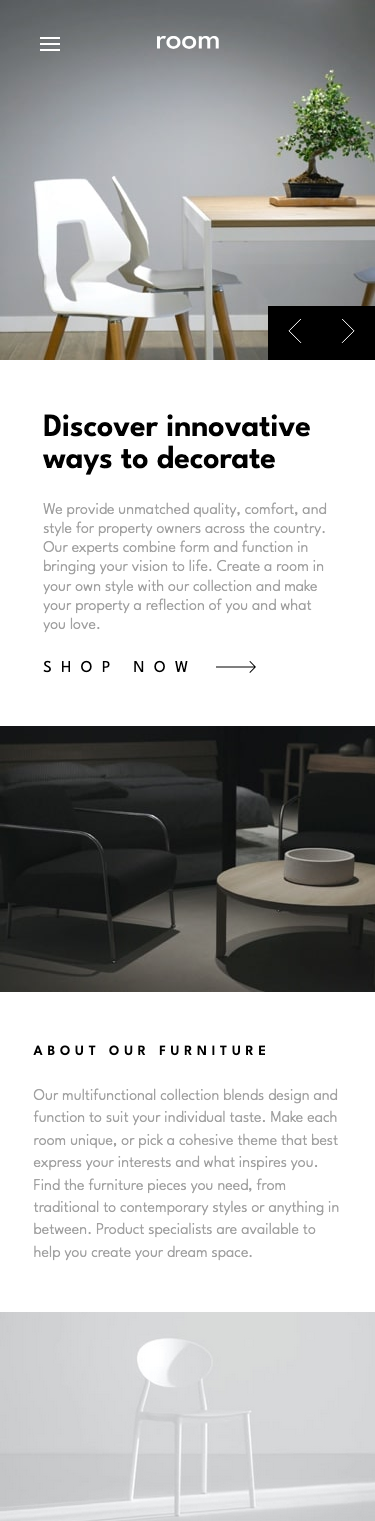 room
Discover innovative
ways to decorate
We provide unmatched quality, comfort, and
style for property owners across the country.
Our experts combine form and function in
bringing your vision to life. Create a room in
your own style with our collection and make
your property a reflection of you and what
you love.
SHOP NOW
ABOUT OUR FURNITURE
Our multifunctional collection blends design and
function to suit your individual taste. Make each
room unique, or pick a cohesive theme that best
express your interests and what inspires you.
Find the furniture pieces you need, from
traditional to contemporary styles or anything in
between. Product specialists are available to
help you create your dream space.